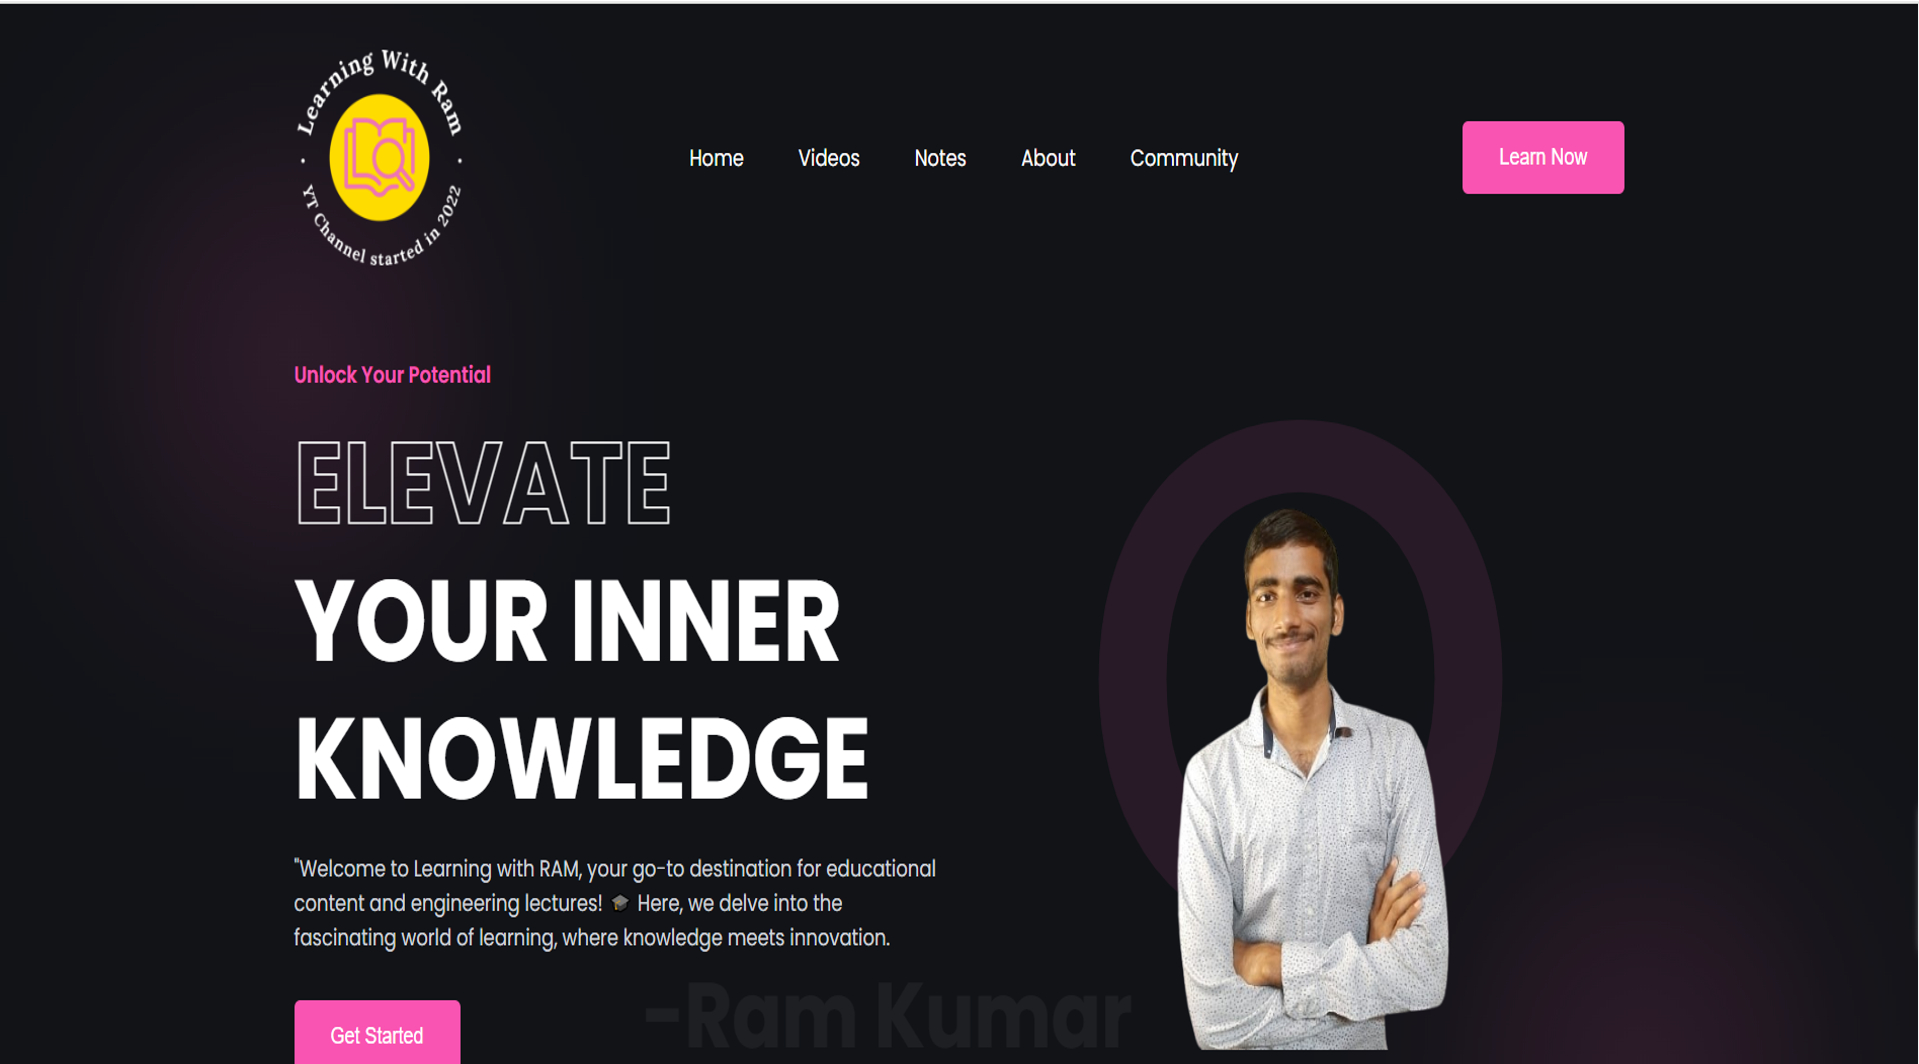 Learning With Ram
YT Channel started in 2022
Home
Videos
Notes
About
Community
Learn Now
Unlock Your Potential
ELEVATE
YOUR INNER
KNOWLEDGE
"Welcome to Learning with RAM, your go-to destination for educational
content and engineering lectures! 🎓 Here, we delve into the
fascinating world of learning, where knowledge meets innovation.
-Ram Kumar
Get Started